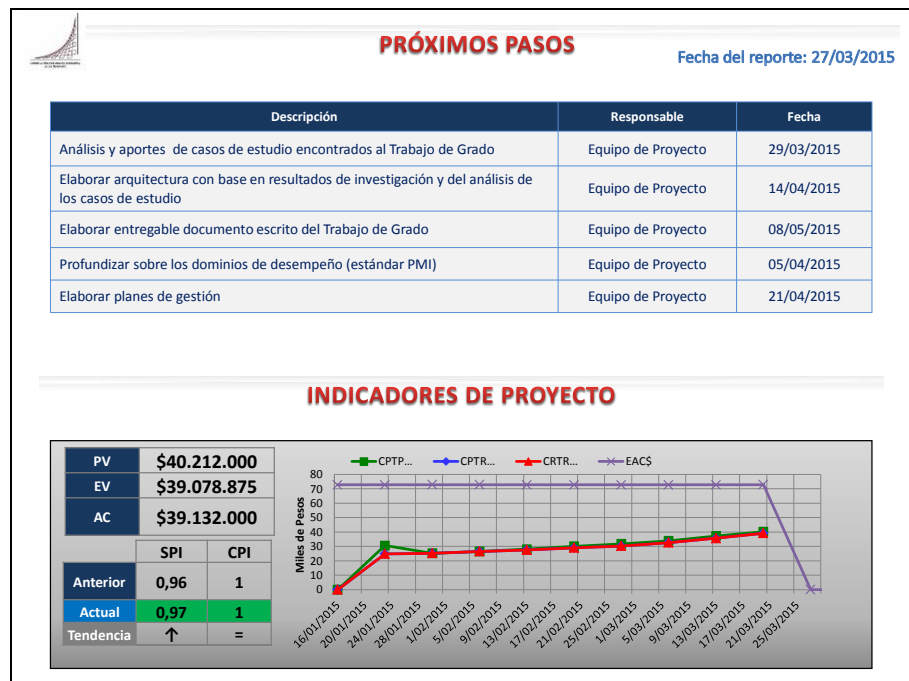 PRÓXIMOS PASOS
Fecha del reporte: 27/03/2015
Descripción Responsable Fecha
Análisis y aportes de casos de estudio encontrados al Trabajo de Grado Equipo de Proyecto 29/03/2015
Elaborar arquitectura con base en resultados de investigación y del análisis de
los casos de estudio Equipo de Proyecto 14/04/2015
Elaborar entregable documento escrito del Trabajo de Grado Equipo de Proyecto 08/05/2015
Profundizar sobre los dominios de desempeño (estándar PMI) Equipo de Proyecto 05/04/2015
Elaborar planes de gestión Equipo de Proyecto 21/04/2015
INDICADORES DE PROYECTO
PV $40.212.000
EV $39.078.875
AC $39.132.000
SPI CPI
Anterior 0,96 1
Actual 0,97 1
Tendencia ↑ =
CPTP... CPTR... CRTR... EAC$
Miles de Pesos
80
70
60
50
40
30
20
10
0
16/01/2015
20/01/2015
24/01/2015
28/01/2015
1/02/2015
5/02/2015
9/02/2015
13/02/2015
17/02/2015
21/02/2015
25/02/2015
1/03/2015
5/03/2015
9/03/2015
13/03/2015
17/03/2015
21/03/2015
25/03/2015